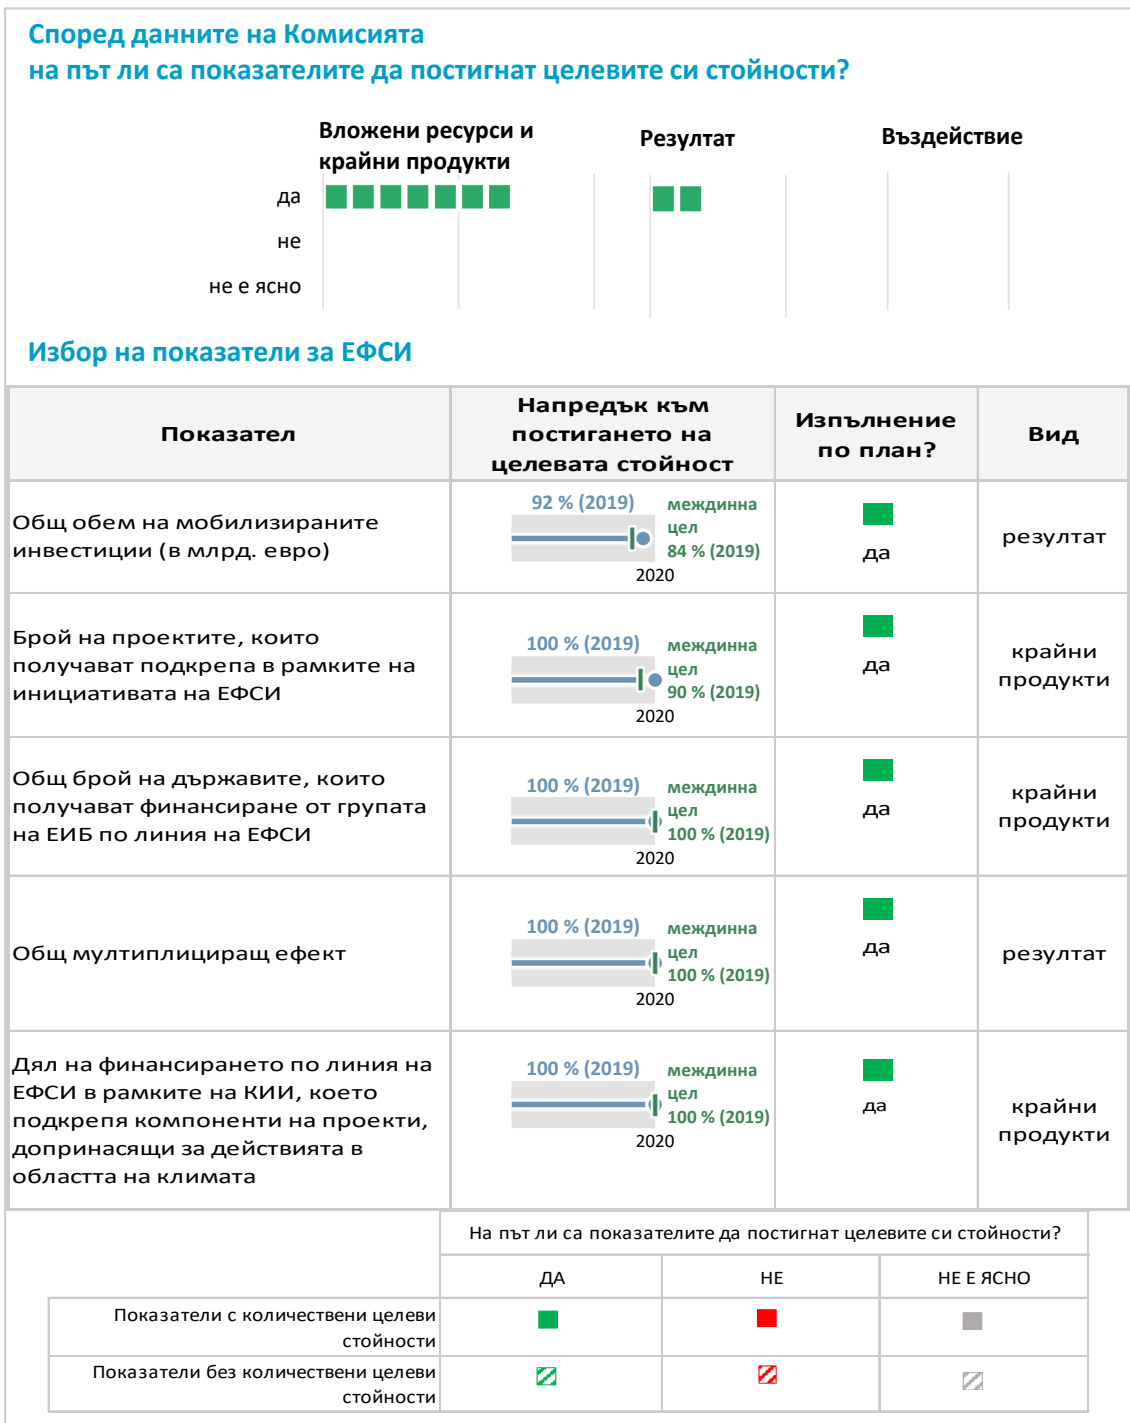 Според данните на Комисията
на път ли са показателите да постигнат целевите си стойности?
Вложени ресурси и
крайни продукти
Резултат
Въздействие
да
не
не е ясно
Избор на показатели за ЕФСИ
Показател
Напредък към
постигането на
целевата стойност
Изпълнение
по план?
Вид
Общ обем на мобилизираните
инвестиции (в млрд. евро)
92 % (2019)
междинна
цел
84 % (2019)
2020
да
резултат
Брой на проектите, които
получават подкрепа в рамките на
инициативата на ЕФСИ
100 % (2019)
междинна
цел
90 % (2019)
2020
да
крайни
продукти
Общ брой на държавите, които
получават финансиране от групата
на ЕИБ по линия на ЕФСИ
100 % (2019)
междинна
цел
100 % (2019)
2020
да
крайни
продукти
Общ мултиплициращ ефект
100 % (2019)
междинна
цел
100 % (2019)
2020
да
резултат
Дял на финансирането по линия на
ЕФСИ в рамките на КИИ, което
подкрепя компоненти на проекти,
допринасящи за действията в
областта на климата
100 % (2019)
междинна
цел
100 % (2019)
2020
да
крайни
продукти
На път ли са показателите да постигнат целевите си стойности?
ДА
НЕ
НЕ Е ЯСНО
Показатели с количествени целеви
стойности
Показатели без количествени целеви
стойности